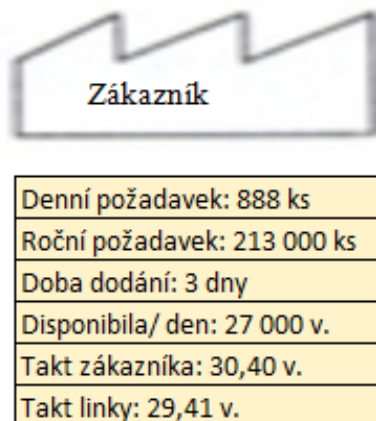 Zákazník
Denní požadavek: 888 ks
Roční požadavek: 213 000 ks
Doba dodání: 3 dny
Disponibila/ den: 27 000 v.
Takt zákazníka: 30,40 v.
Takt linky: 29,41 v.